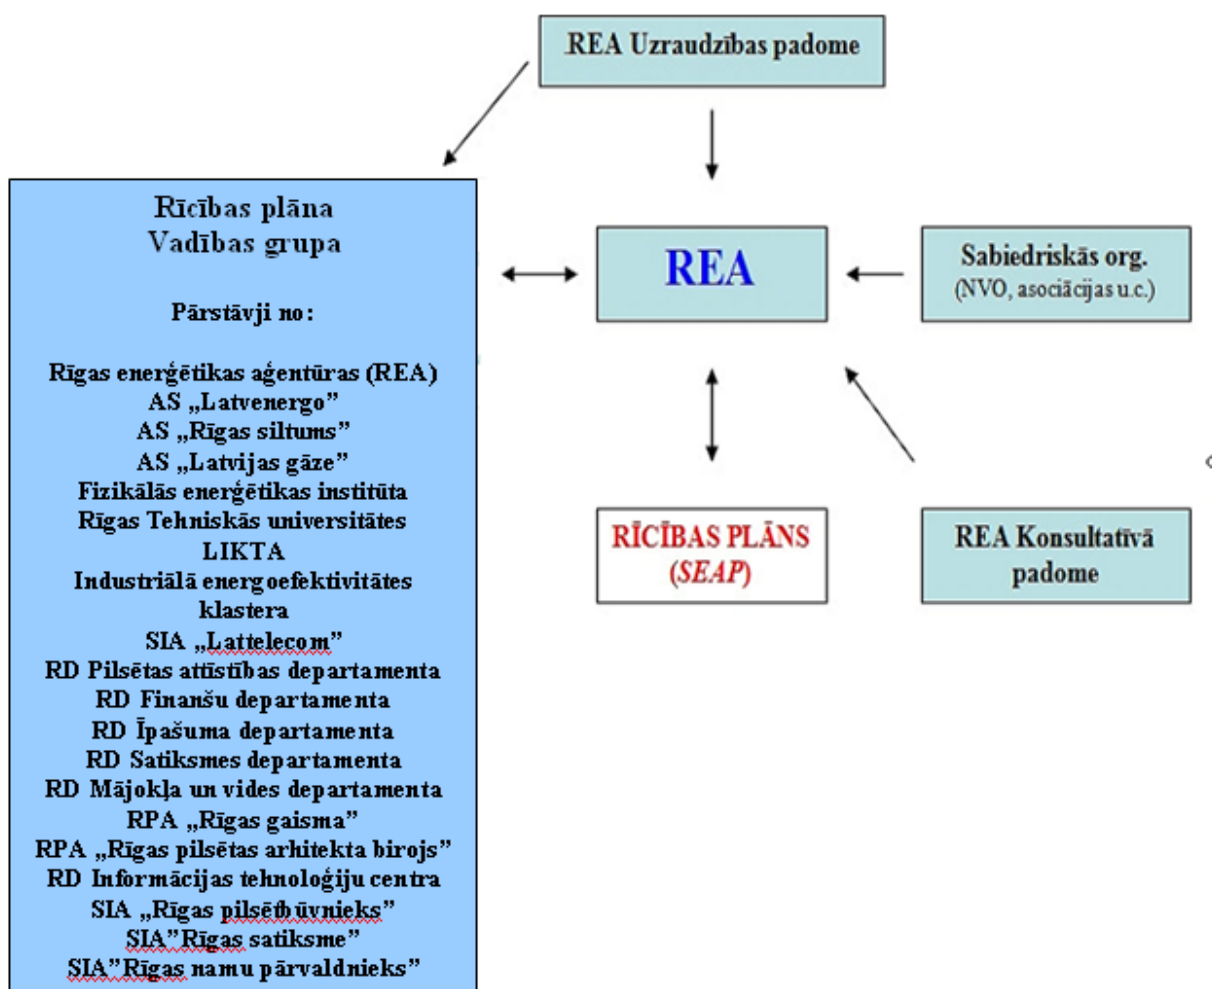 REA Uzraudzības padome
Rīcības plāna
Vadības grupa
Pārstāvji no:
Rīgas enerģētikas aģentūras (REA)
AS „Latvenergo”
AS „Rīgas siltums”
AS „Latvijas gāze”
Fizikālās enerģētikas institūta
Rīgas Tehniskās universitātes
LIKTA
Industriālā energoefektivitātes
klastera
SIA „Lattelecom”
RD Pilsētas attīstības departamenta
RD Finanšu departamenta
RD Īpašuma departamenta
RD Satiksmes departamenta
RD Mājokļa un vides departamenta
RPA „Rīgas gaisma”
RPA „Rīgas pilsētas arhitekta birojs”
RD Informācijas tehnoloģiju centra
SIA „Rīgas pilsētbūvnieks”
SIA”Rīgas satiksme”
SIA”Rīgas namu pārvaldnieks”
REA
Sabiedriskās org.
(NVO, asociācijas u.c.)
RĪCĪBAS PLĀNS
(SEAP)
REA Konsultatīvā
padome